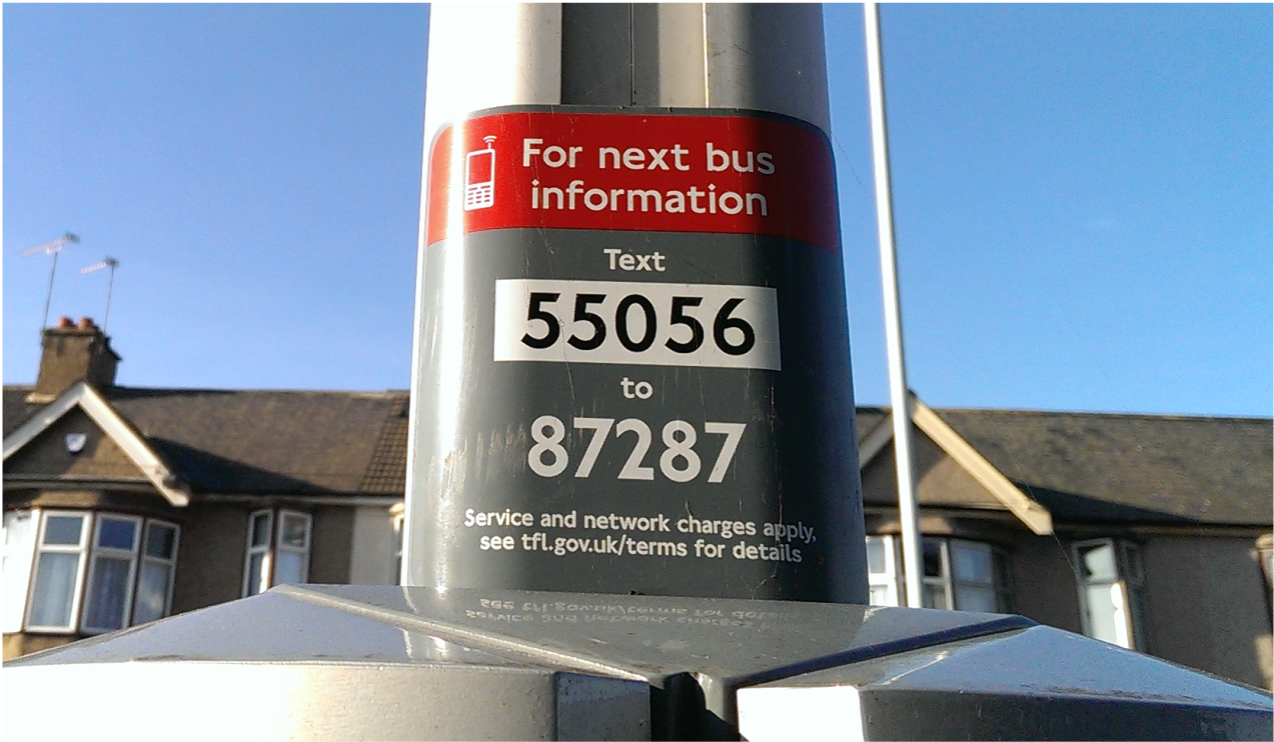 For next bus
information
Text
55056
to
87287
Service and network charges apply,
see tfl.gov.uk/terms for details